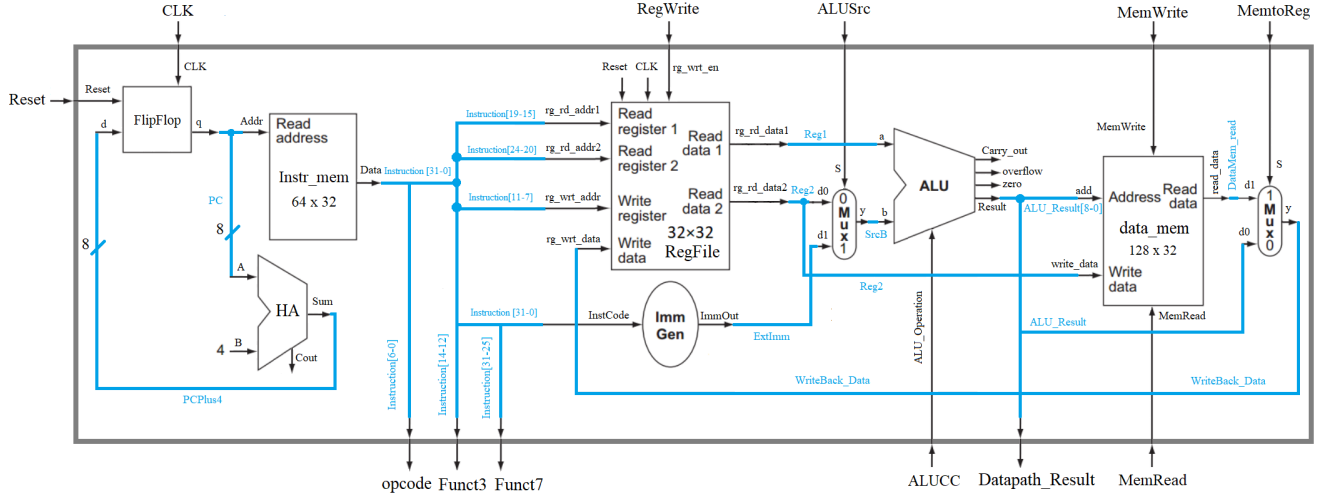 CLK
RegWrite
ALUSrc
MemWrite
MemtoReg
CLK
Reset
Reset
FlipFlop
d
q
Addr
Read
address
Instr_mem
64 x 32
Data
Instruction [31-0]
PC
8
8
A
HA
Sum
4
B
Cout
PCPlus4
Instruction[19-15]
Instruction[24-20]
Instruction[11-7]
Instruction [31-0]
Instruction[6-0]
Instruction[14-12]
Instruction[31-25]
rg_rd_addr1
rg_rd_addr2
rg_wrt_addr
rg_wrt_data
Reset
CLK
rg_wrt_en
Read
register 1
Read
register 2
Write
register
Write
data
Read
data 1
Read
data 2
32×32
RegFile
rg_rd_data1
rg_rd_data2
Reg1
Reg2
InstCode
Imm
Gen
ImmOut
ExtImm
S
d0
d1
0
Mux
1
y
SrcB
a
b
ALU
Carry_out
overflow
zero
Result
ALU_Operation
Reg2
add
ALU_Result[8-0]
write_data
MemWrite
Address
Read
data
data_mem
128 x 32
Write
data
MemRead
read_data
DataMem_read
S
d1
d0
1
Mux
0
y
ALU_Result
WriteBack_Data
WriteBack_Data
opcode
Funct3
Funct7
ALUCC
Datapath_Result
MemRead